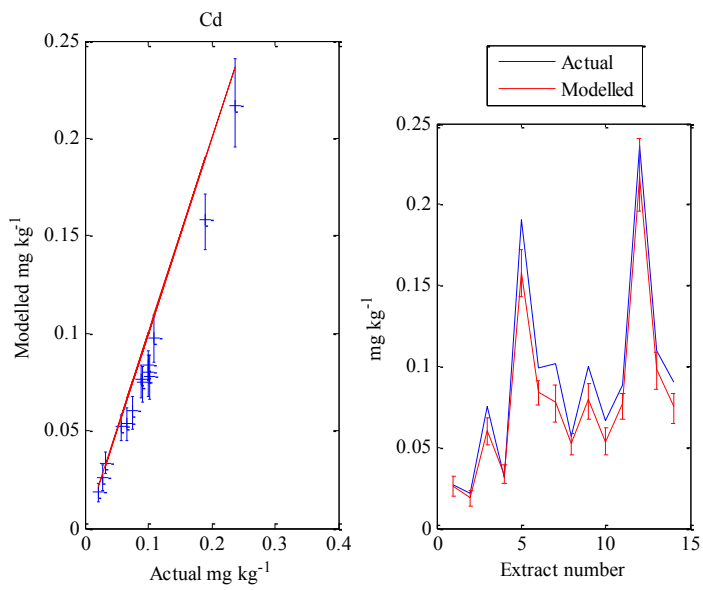 Cd
0.25
0.2
0.15
0.1
0.05
0
0 0.1 0.2 0.3 0.4
Modelled mg kg-1
Actual mg kg-1
Actual
Modelled
0.25
0.2
0.15
0.1
0.05
0
0 5 10 15
mg kg-1
Extract number